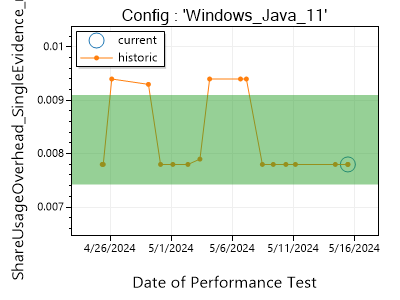 Config : 'Windows_Java_11'
current
historic
0.01
0.009
0.008
0.007
4/26/2024
5/1/2024
5/6/2024
5/11/2024
5/16/2024
Date of Performance Test
ShareUsageOverhead_SingleEvidence_